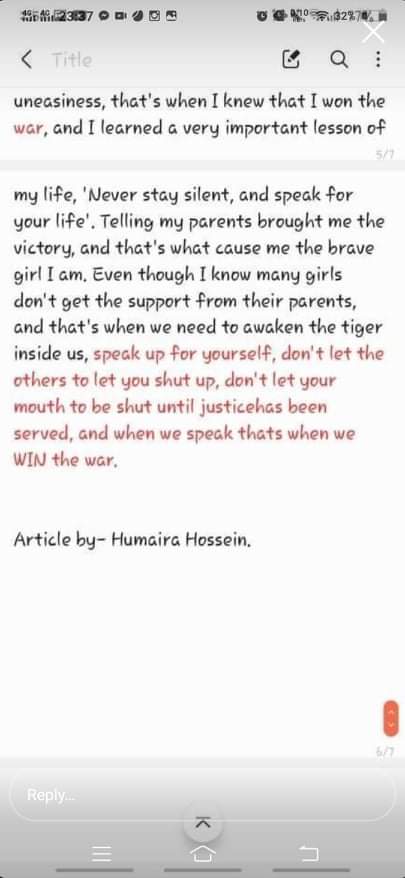 23:37
32%
Title
uneasiness, that's when I knew that I won the
war, and I learned a very important lesson of
5/7
my life, 'Never stay silent, and speak for
your life'. Telling my parents brought me the
victory, and that's what cause me the brave
girl I am. Even though I know many girls
don't get the support from their parents,
and that's when we need to awaken the tiger
inside us, speak up for yourself, don't let the
others to let you shut up, don't let your
mouth to be shut until justicehas been
served, and when we speak thats when we
WIN the war.
Article by- Humaira Hossein.
6/7
Reply...